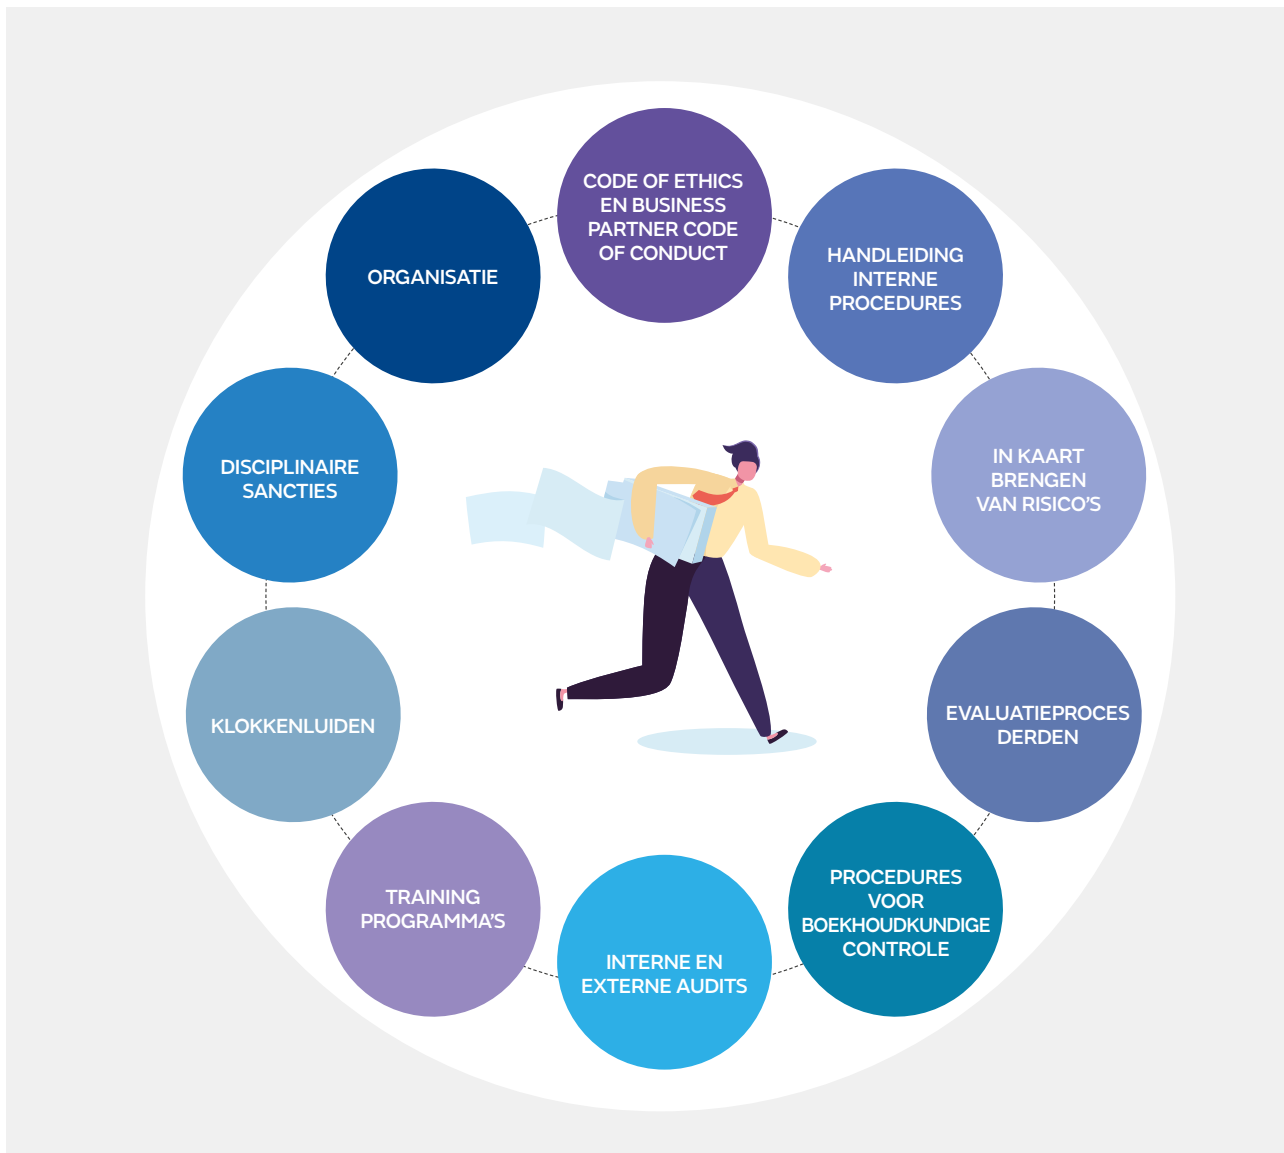 CODE OF ETHICS
EN BUSINESS
PARTNER CODE
OF CONDUCT
HANDLEIDING
INTERNE
PROCEDURES
IN KAART
BRENGEN
VAN RISICO'S
EVALUATIEPROCES
DERDEN
PROCEDURES
VOOR
BOEKHOUDKUNDIGE
CONTROLE
INTERNE EN
EXTERNE AUDITS
TRAINING
PROGRAMMA'S
KLOKKENLUIDEN
DISCIPLINAIRE
SANCTIES
ORGANISATIE